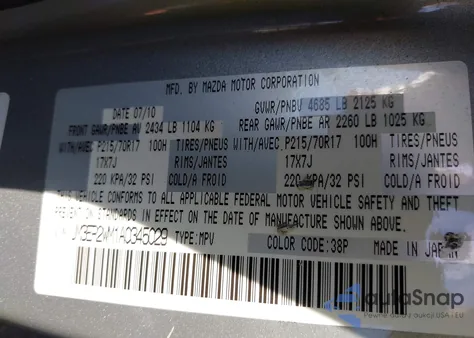 MFD. BY MAZDA MOTOR CORPORATION
DATE 07/10 GVWR/PNBV 4685 LB 2125 KG
FRONT GAWR/PNBE AV 2434 LB 1104 KG REAR GAWR/PNBE AR 2260 LB 1025 KG
WITH/AVEC P215/70R17 100H TIRES/PNEUS WITH/AVEC P215/70R17 100H TIRES/PNEUS
17X7J RIMS/JANTES 17X7J RIMS/JANTES
220 KPA/32 PSI COLD/A FROID 220 KPA/32 PSI COLD/A FROID
THIS VEHICLE CONFORMS TO ALL APPLICABLE FEDERAL MOTOR VEHICLE SAFETY AND THEFT
PREVENTION STANDARDS IN EFFECT ON THE DATE OF MANUFACTURE SHOWN ABOVE.
JM3ER2WM1A0345029 TYPE:MPV COLOR CODE:38P MADE IN JAPAN
autoSnap